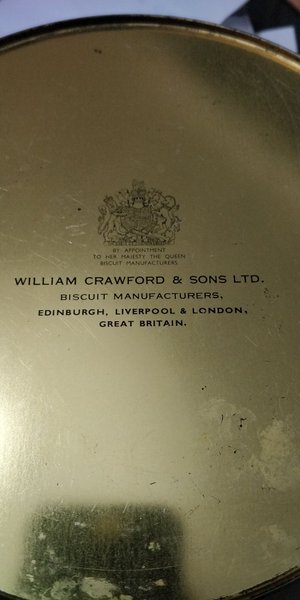 BY APPOINTMENT
TO HER MAJESTY THE QUEEN
BISCUIT MANUFACTURERS
WILLIAM CRAWFORD & SONS LTD.
BISCUIT MANUFACTURERS,
EDINBURGH, LIVERPOOL & LONDON,
GREAT BRITAIN.